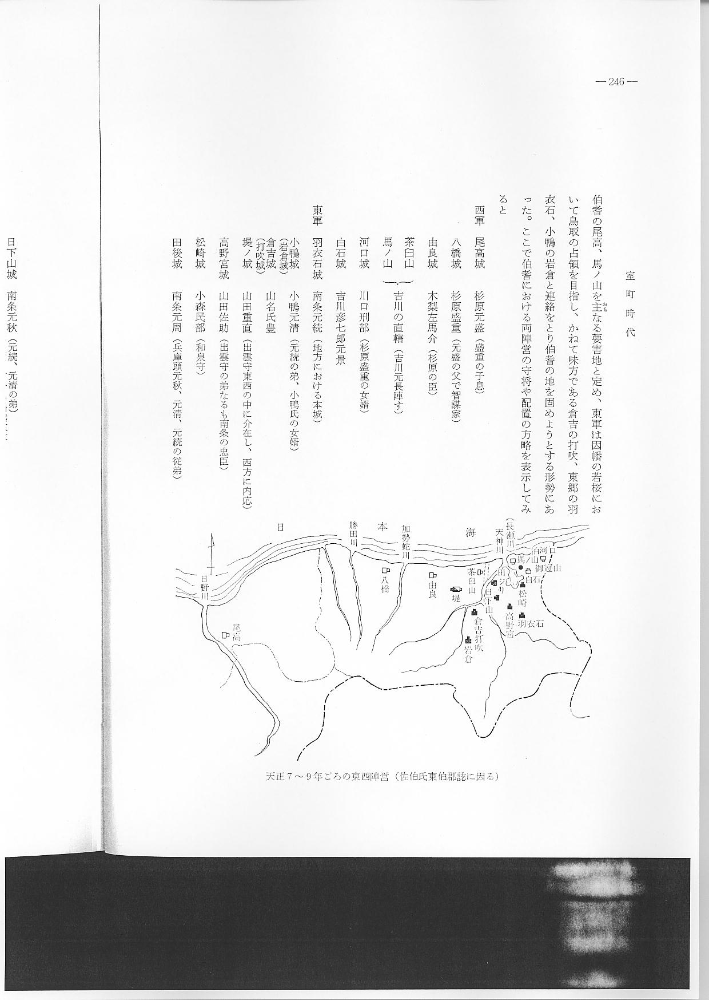 ―246―
室町時代
伯耆の尾高、馬ノ山を主なる要害地と定め、東軍は因幡の若桜にお
おも
いて鳥取の占領を目指し、かねて味方である倉吉の打吹、東郷の羽
衣石、小鴨の岩倉と連絡をとり伯耆の地を固めようとする形勢にあ
った。ここで伯耆における両陣営の守将や配置の方略を表示してみ
ると
西軍 尾高城 杉原元盛（盛重の子息）
八橋城 杉原盛重（元盛の父で智謀家）
由良城 木梨左馬介（杉原の臣）
茶臼山
馬ノ山
吉川の直轄（吉川元長陣す）
河口城 川口刑部（杉原盛重の女婿）
白石城 吉川彦七郎元景
東軍 羽衣石城 南条元続（地方における本城）
小鴨城 小鴨元清（元続の弟、小鴨氏の女婿）
（岩倉城）
倉吉城 山名氏豊
（打吹城）
堤ノ城 山田重直（出雲守東西の中に介在し、西方に内応）
高野宮城 山田佐助（出雲守の弟なるも南条の忠臣）
松崎城 小森民部（和泉守）
田後城 南条元周（兵庫頭元秋、元清、元続の従弟）
日下山城 南条元秋（元続、元清の弟）
日本海
（長瀬川）
天神川
加勢蛇川
勝田川
日野川
河口
泊
馬ノ山
御冠山
白石
松崎
羽衣石
高野宮
田ジリ
日下山
茶臼山
堤
倉吉打吹
岩倉
由良
八橋
尾高
天正７～９年ごろの東西陣営（佐伯氏東伯郡誌に因る）